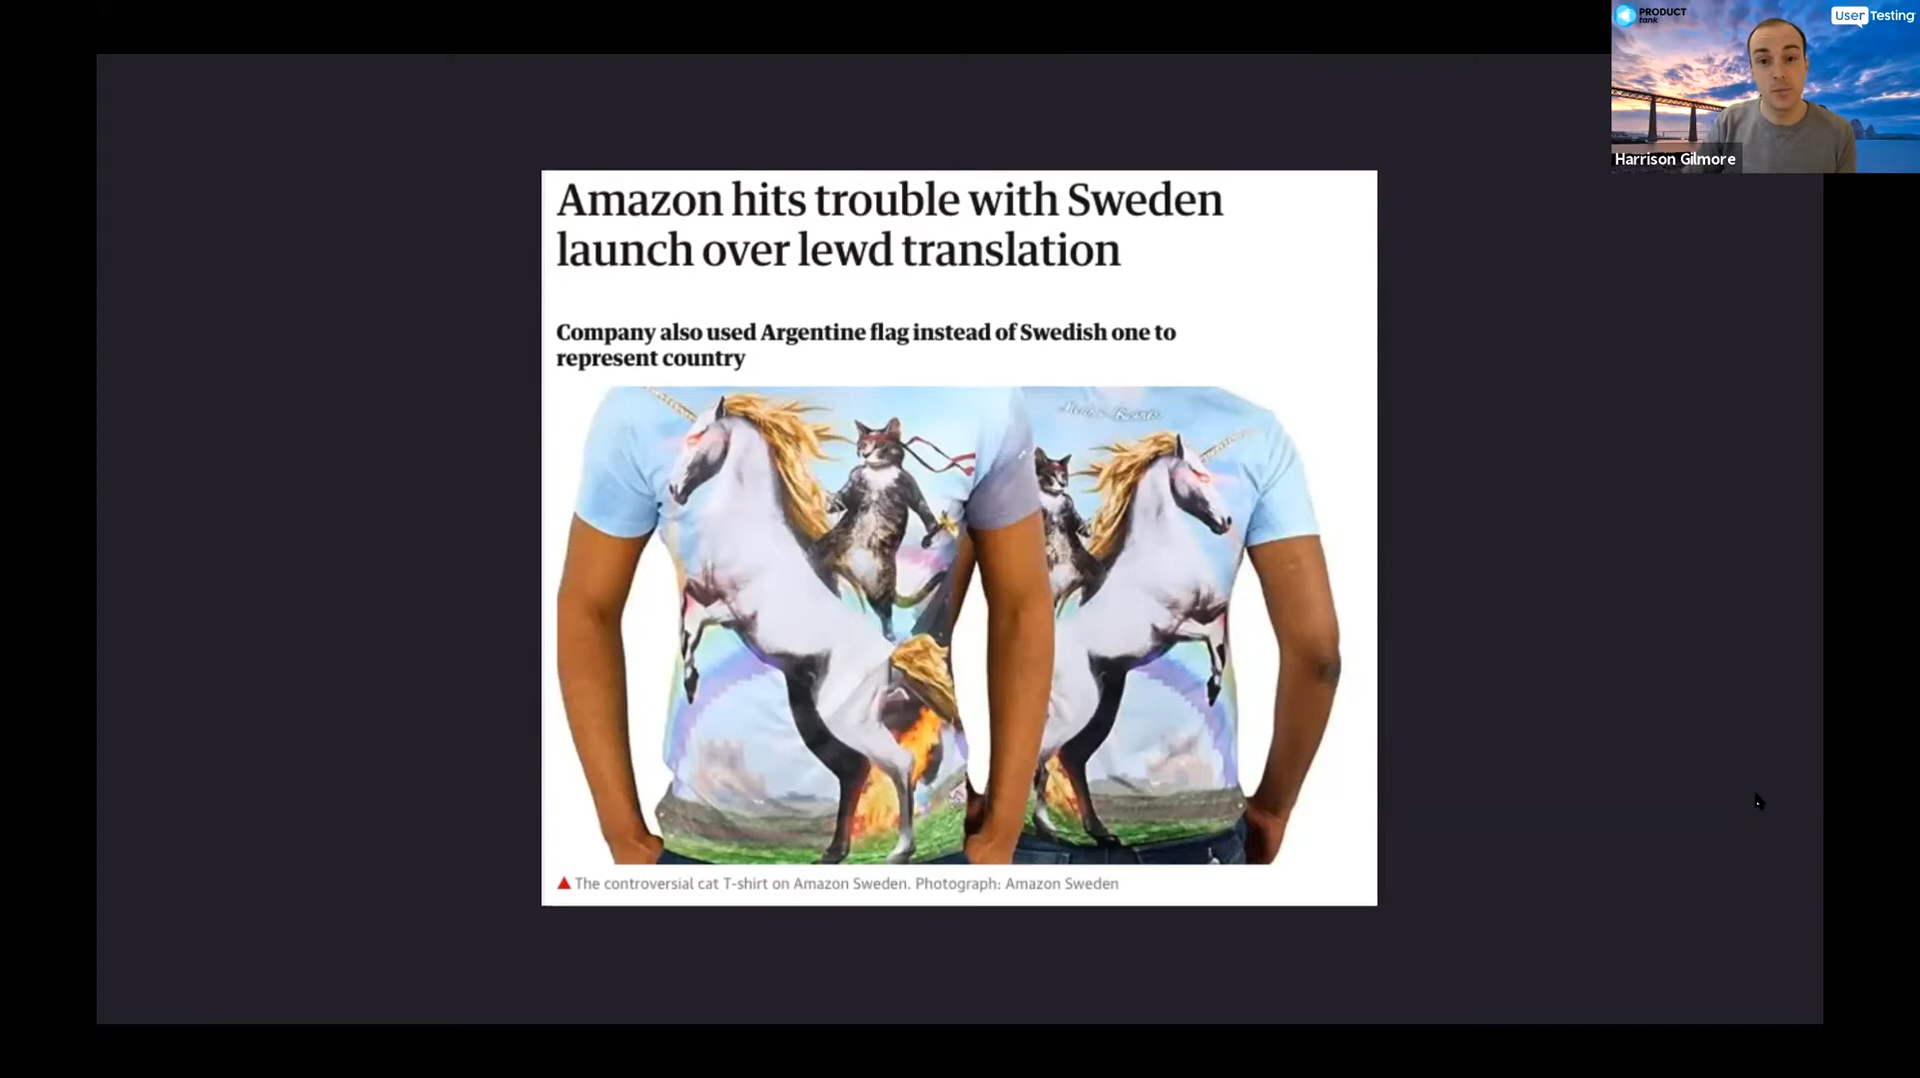 PRODUCT
tank
User Testing
Harrison Gilmore
Amazon hits trouble with Sweden
launch over lewd translation
Company also used Argentine flag instead of Swedish one to
represent country
The controversial cat T-shirt on Amazon Sweden. Photograph: Amazon Sweden